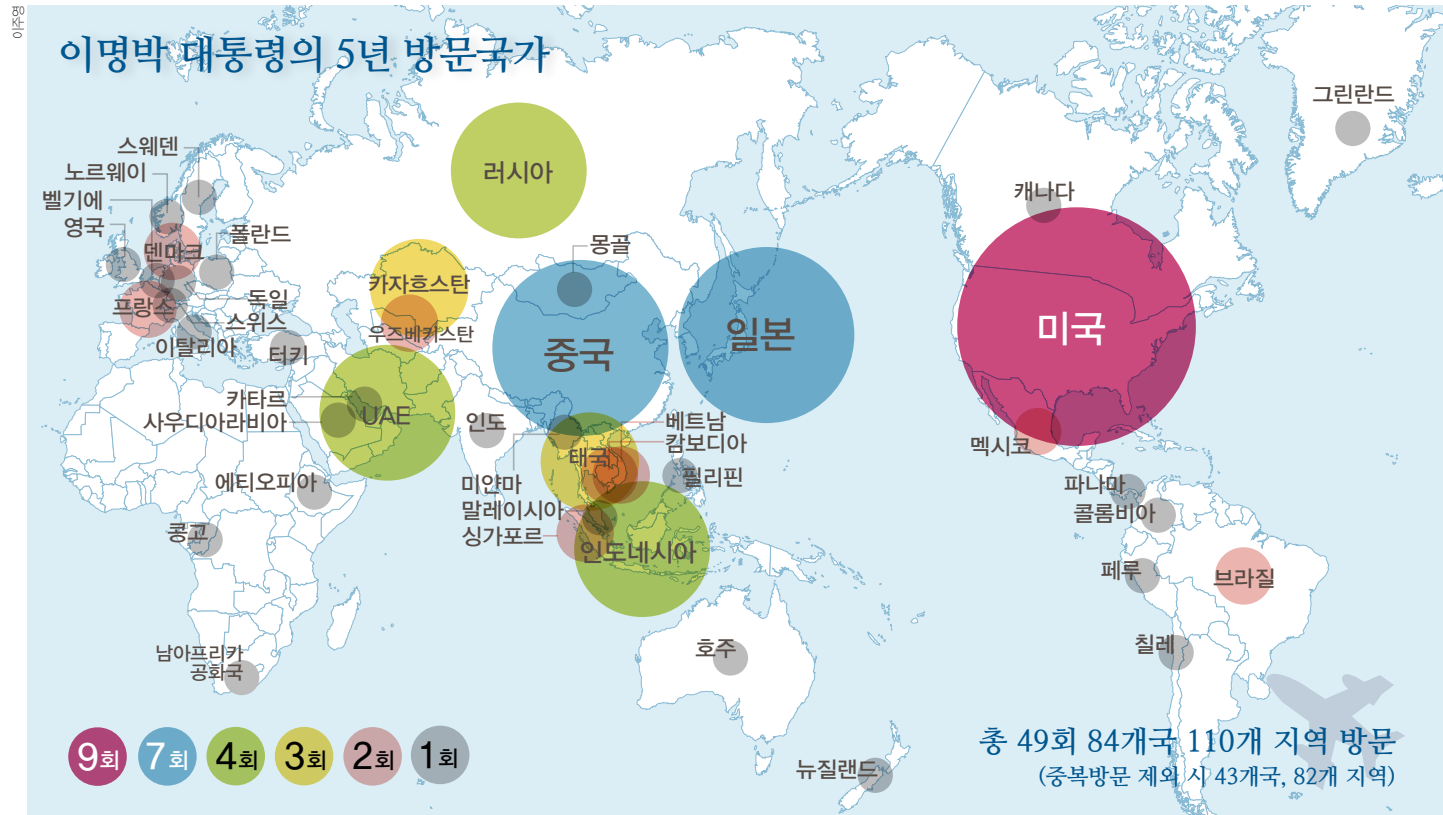 이주영
이명박 대통령의 5년 방문국가
그린란드
스웨덴
노르웨이
벨기에
영국
덴마크
폴란드
러시아
몽골
캐나다
카자흐스탄
프랑스
독일
스위스
이탈리아
터키
우즈베키스탄
중국
일본
미국
카타르
사우디아라비아
UAE
인도
베트남
캄보디아
태국
필리핀
미얀마
말레이시아
싱가포르
인도네시아
멕시코
파나마
콜롬비아
페루
브라질
칠레
에티오피아
콩고
남아프리카
공화국
호주
뉴질랜드
9회 7회 4회 3회 2회 1회
총 49회 84개국 110개 지역 방문
(중복방문 제외 시 43개국, 82개 지역)